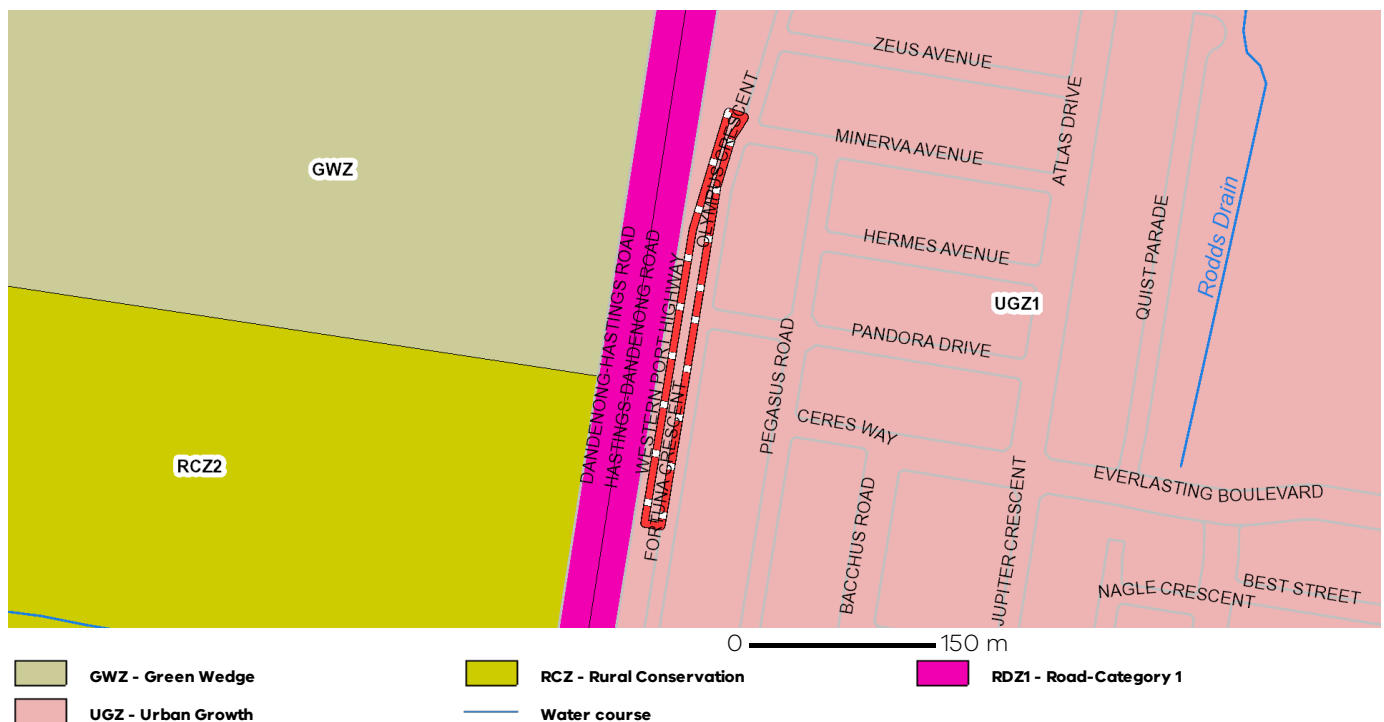 ZEUS AVENUE
OLYMPUS CRESCENT
ATLAS DRIVE
MINERVA AVENUE
GWZ
Rodds Drain
QUIST PARADE
HERMES AVENUE
DANDENONG-HASTINGS ROAD
HASTINGS-DANDENONG ROAD
WESTERN PORT HIGHWAY
UGZ1
PANDORA DRIVE
PEGASUS ROAD
FORTUNA CRESCENT
CERES WAY
RCZ2
EVERLASTING BOULEVARD
BACCHUS ROAD
JUPITER CRESCENT
NAGLE CRESCENT
BEST STREET
0 150 m
GWZ - Green Wedge
RCZ - Rural Conservation
RDZ1 - Road-Category 1
UGZ - Urban Growth
Water course